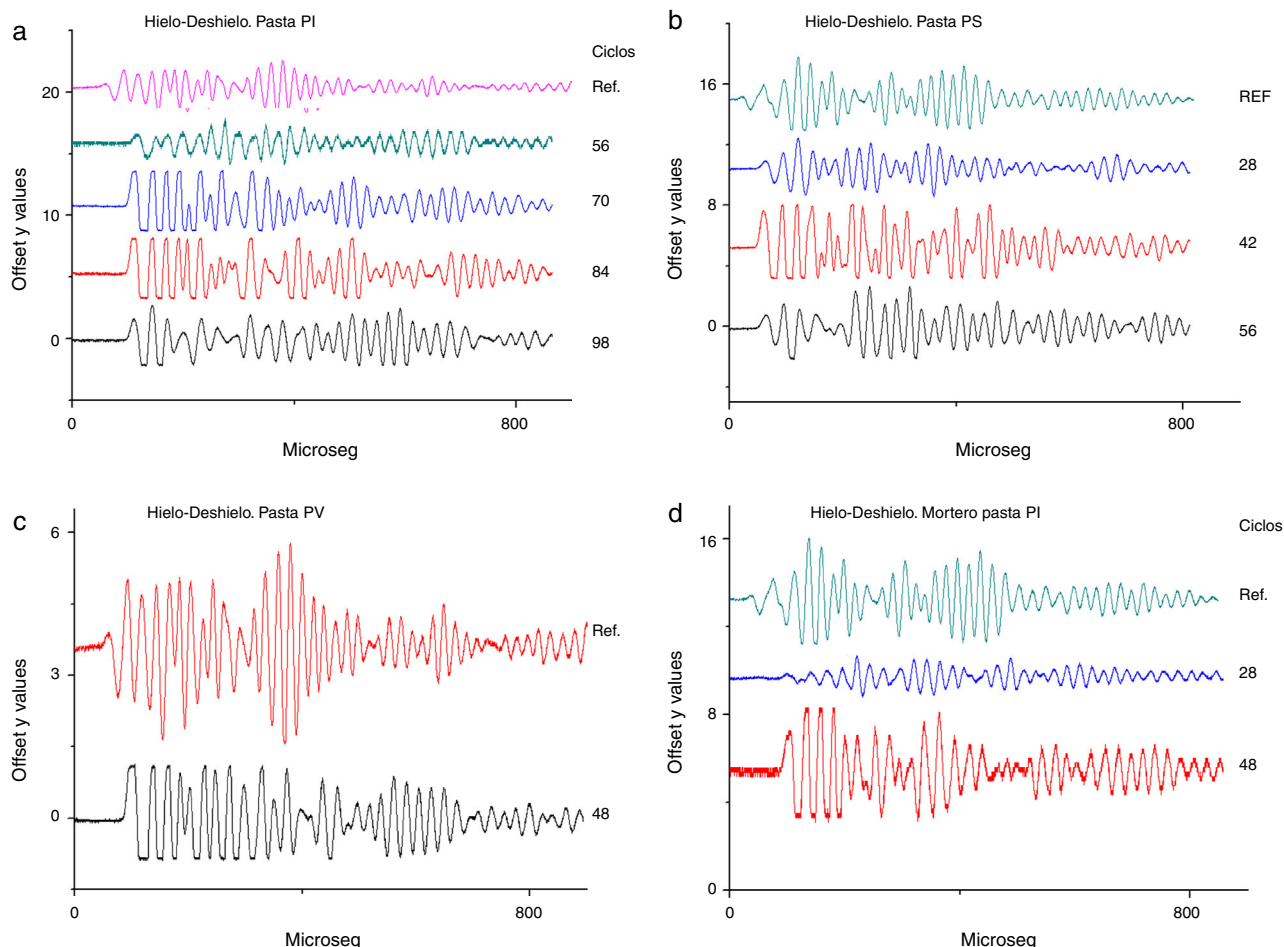 a
Hielo-Deshielo. Pasta PI
Ciclos
Ref.
56
70
84
98
20
10
0
Offset y values
0
800
Microseg
b
Hielo-Deshielo. Pasta PS
REF
28
42
56
16
8
0
Offset y values
0
800
Microseg
c
Hielo-Deshielo. Pasta PV
Ref.
48
6
3
0
Offset y values
0
800
Microseg
d
Hielo-Deshielo. Mortero pasta PI
Ciclos
Ref.
28
48
16
8
0
Offset y values
0
800
Microseg